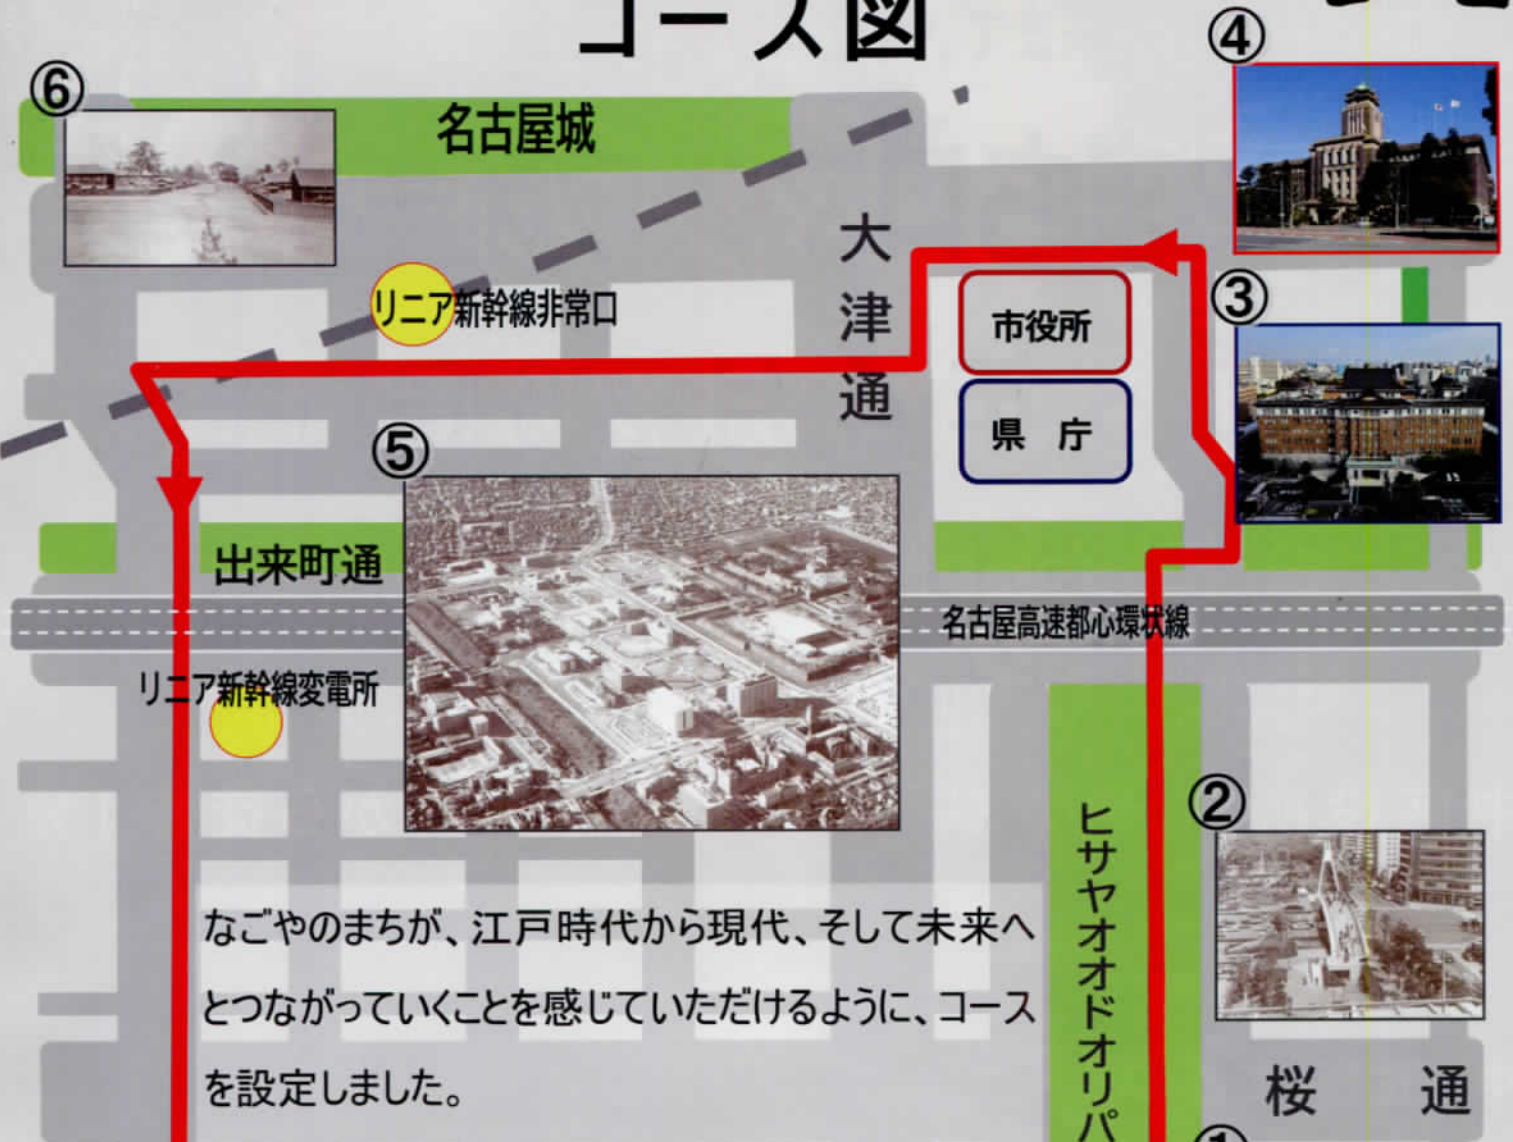 コース図
④
⑥
名古屋城
大津通
③
リニア新幹線非常口
市役所
県 庁
⑤
出来町通
名古屋高速都心環状線
リニア新幹線変電所
②
ヒサヤオオドオリパ
なごやのまちが、江戸時代から現代、そして未来へ
とつながっていくことを感じていただけるように、コース
を設定しました。
桜 通
①